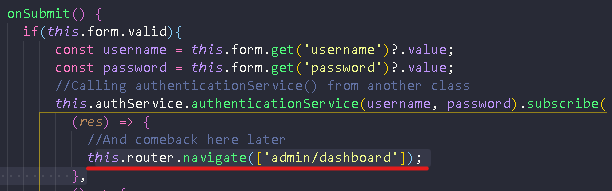 onSubmit() {
if(this.form.valid){
const username = this.form.get('username')?.value;
const password = this.form.get('password')?.value;
//Calling authenticationService() from another class
this.authService.authenticationService(username, password).subscribe(
(res) => {
//And comeback here later
this.router.navigate(['admin/dashboard']);
},